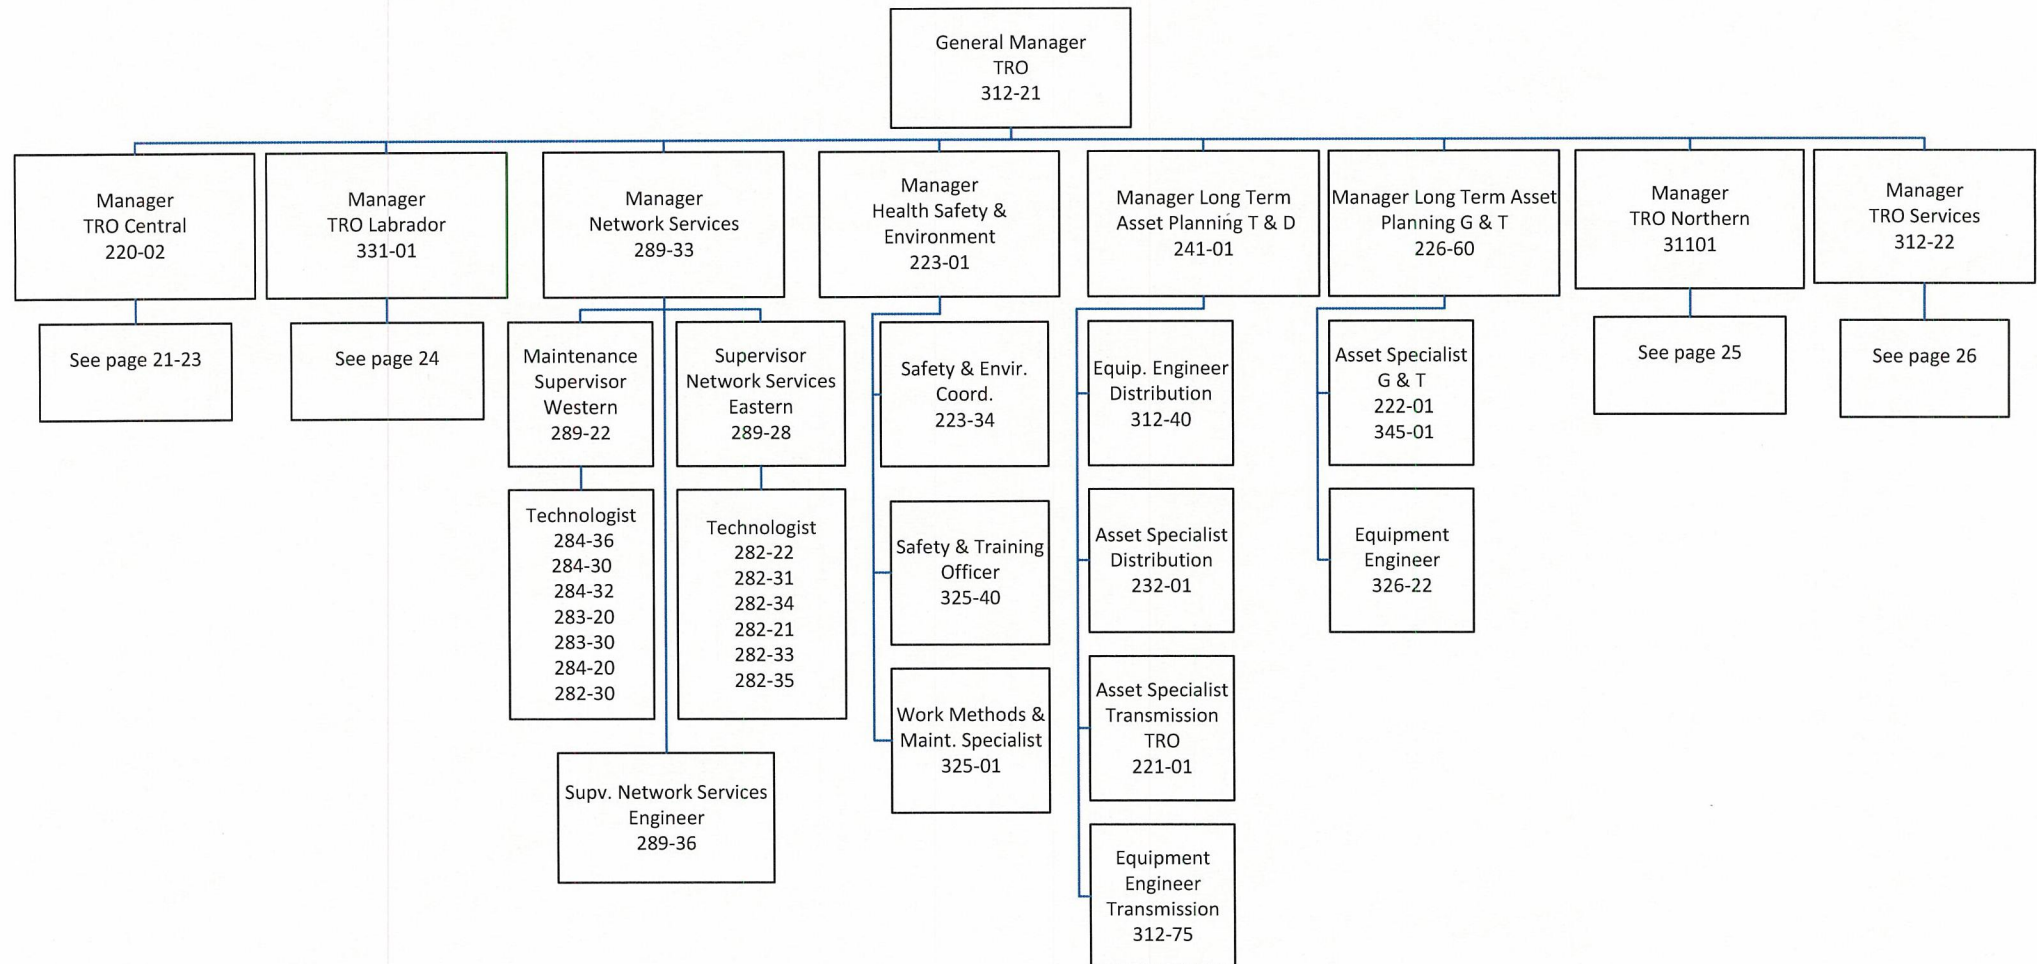 General Manager
TRO
312-21
Manager
TRO Central
220-02
Manager
TRO Labrador
331-01
Manager
Network Services
289-33
Manager
Health Safety &
Environment
223-01
Manager Long Term
Asset Planning T & D
241-01
Manager Long Term Asset
Planning G & T
226-60
Manager
TRO Northern
31101
Manager
TRO Services
312-22
See page 21-23
See page 24
Maintenance
Supervisor
Western
289-22
Supervisor
Network Services
Eastern
289-28
Safety & Envir.
Coord.
223-34
Equip. Engineer
Distribution
312-40
Asset Specialist
G & T
222-01
345-01
See page 25
See page 26
Technologist
284-36
284-30
284-32
283-20
283-30
284-20
282-30
Technologist
282-22
282-31
282-34
282-21
282-33
282-35
Safety & Training
Officer
325-40
Asset Specialist
Distribution
232-01
Equipment
Engineer
326-22
Work Methods &
Maint. Specialist
325-01
Asset Specialist
Transmission
TRO
221-01
Supv. Network Services
Engineer
289-36
Equipment
Engineer
Transmission
312-75